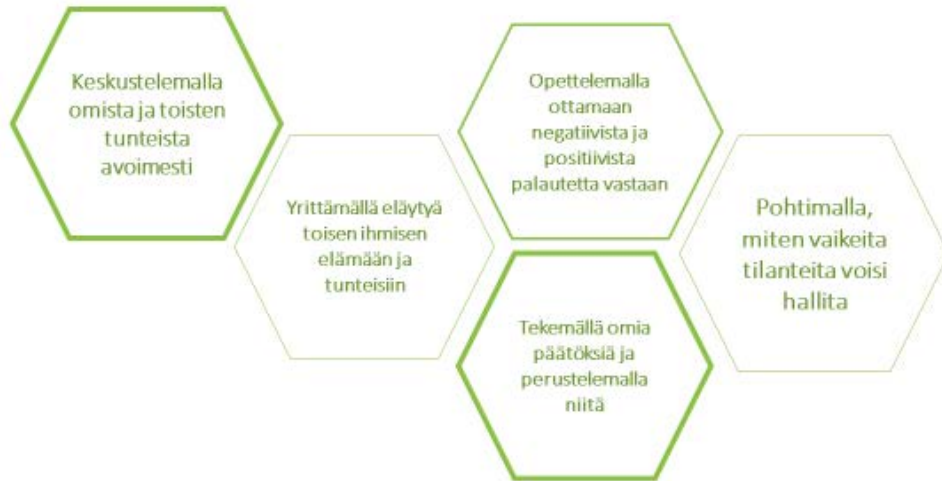 Keskustelemalla
omista ja toisten
tunteista
avoimesti
Yrittämällä eläytyä
toisen ihmisen
elämään ja
tunteisiin
Opettelemalla
ottamaan
negatiivista ja
positiivista
palautetta vastaan
Tekemällä omia
päätöksiä ja
perustelemalla
niitä
Pohtimalla,
miten vaikeita
tilanteita voisi
hallita